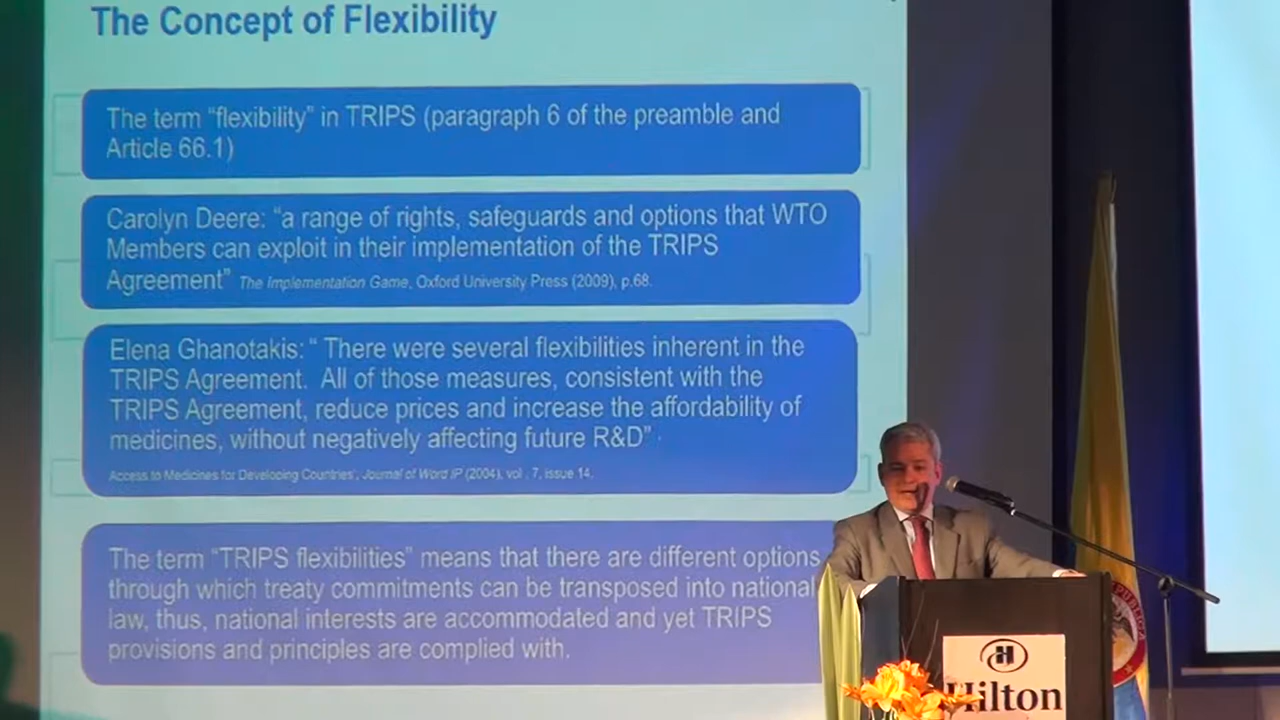 The Concept of Flexibility
The term “flexibility” in TRIPS (paragraph 6 of the preamble and
Article 66.1)
Carolyn Deere: “a range of rights, safeguards and options that WTO
Members can exploit in their implementation of the TRIPS
Agreement” The Implementation Game, Oxford University Press (2009), p.68.
Elena Ghanotakis: “ There were several flexibilities inherent in the
TRIPS Agreement. All of those measures, consistent with the
TRIPS Agreement, reduce prices and increase the affordability of
medicines, without negatively affecting future R&D”
Access to Medicines for Developing Countries', Journal of Word IP (2004), vol . 7, issue 14.
The term “TRIPS flexibilities” means that there are different options
through which treaty commitments can be transposed into national
law, thus, national interests are accommodated and yet TRIPS
provisions and principles are complied with.
H
Hilton